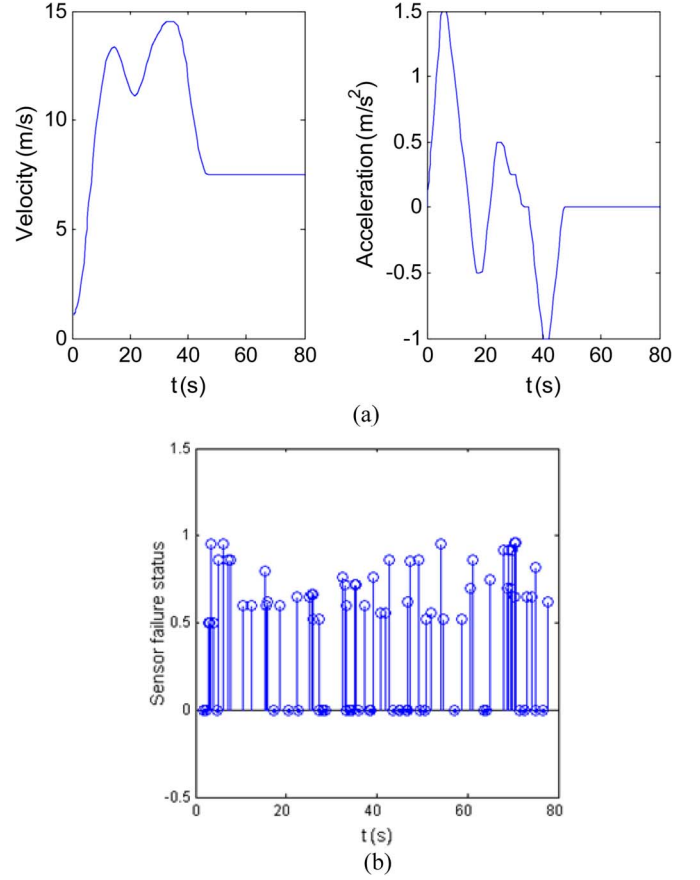 15
10
5
0
0 20 40 60 80
Velocity (m/s)
t (s)
1.5
1
0.5
0
-0.5
-1
0 20 40 60 80
Acceleration (m/s²)
t (s)
(a)
1.5
1
0.5
0
-0.5
0 20 40 60 80
Sensor failure status
t (s)
(b)